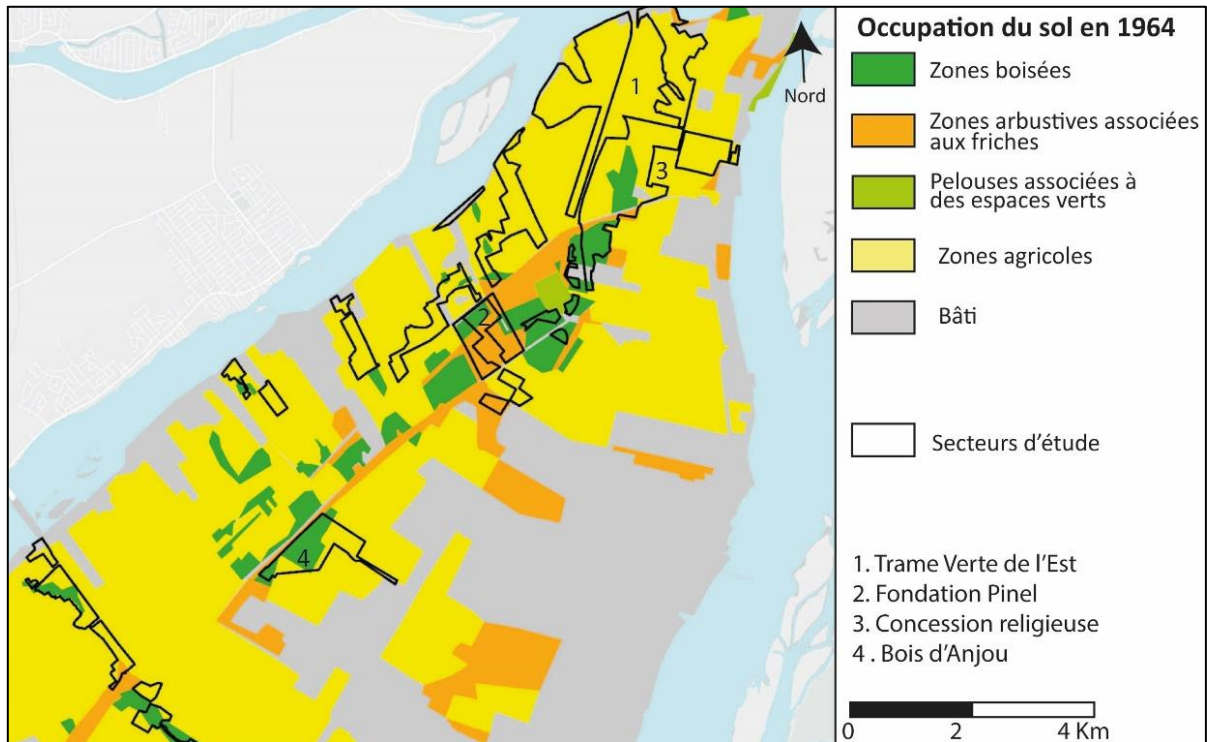 Occupation du sol en 1964
Zones boisées
Zones arbustives associées
aux friches
Pelouses associées à
des espaces verts
Zones agricoles
Bâti
Secteurs d'étude
1. Trame Verte de l'Est
2. Fondation Pinel
3. Concession religieuse
4 . Bois d'Anjou
0 2 4 Km
Nord
1
3
2
4